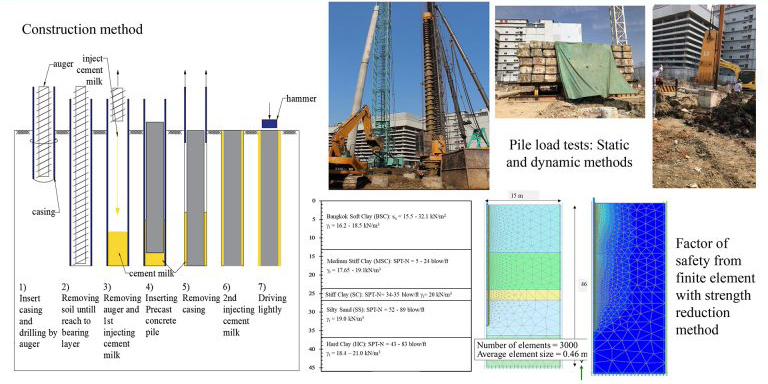 Construction method
auger
inject
cement
milk
hammer
casing
cement milk
1)
Insert
casing
and
drilling by
auger
2)
Removing
soil untill
reach to
bearing
layer
3)
Removing
auger and
1st
injecting
cement
milk
4)
Inserting
Precast
concrete
pile
5)
Removing
casing
6)
2nd
injecting
cement
milk
7)
Driving
lightly
Pile load tests: Static
and dynamic methods
0
5
10
15
20
25
30
35
40
45
Bangkok Soft Clay (BSC): su = 15.5 - 32.1 kN/m²
γt = 16.2 - 18.5 kN/m³
Medium Stiff Clay (MSC): SPT-N = 5 - 24 blow/ft
γt = 17.65 - 19.1kN/m³
Stiff Clay (SC): SPT-N= 34-35 blow/ft γt= 20 kN/m³
Silty Sand (SS): SPT-N = 52 - 89 blow/ft
γt = 19.0 kN/m³
Hard Clay (HC): SPT-N = 43 - 83 blow/ft
γt = 18.4 – 21.0 kN/m³
15 m
46
Number of elements = 3000
Average element size = 0.46 m
Factor of
safety from
finite element
with strength
reduction
method